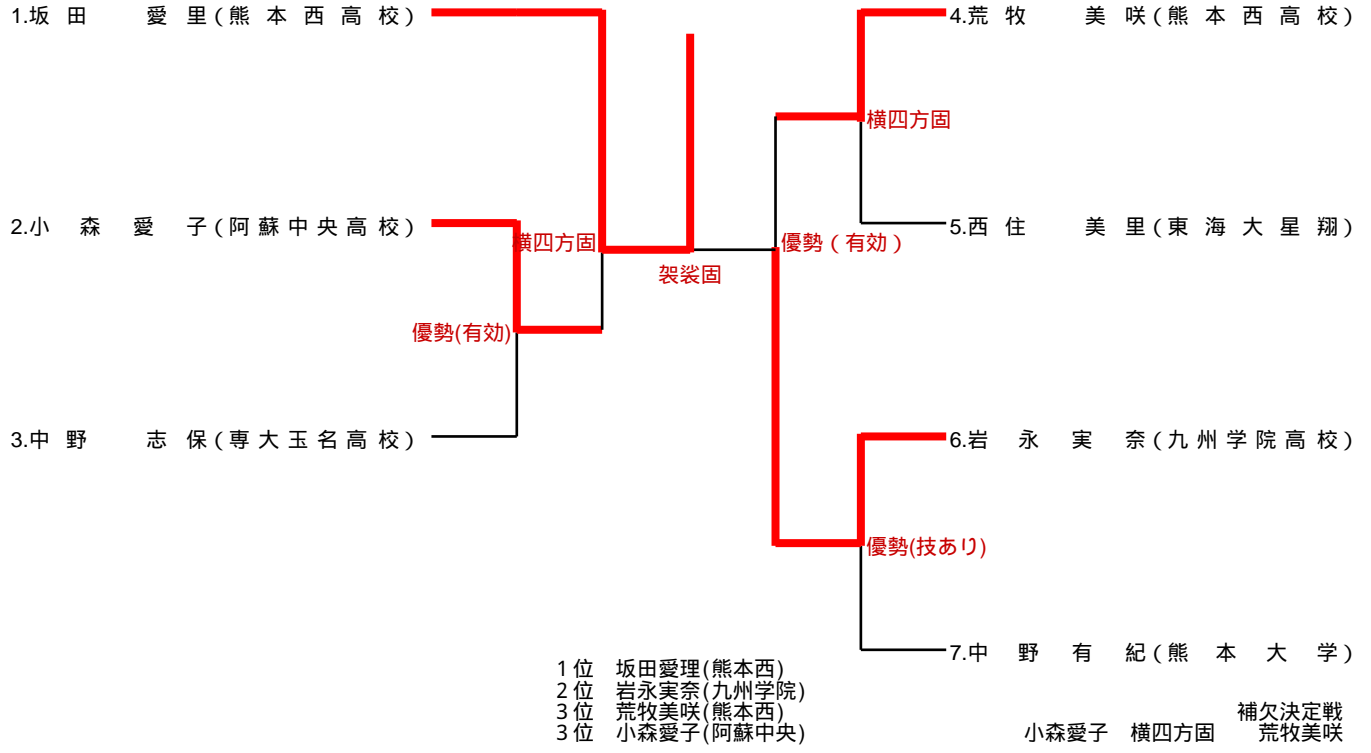 1.坂田　愛里(熊本西高校)
4.荒牧　美咲(熊本西高校)
横四方固
2.小森愛子(阿蘇中央高校)
5.西住　美里(東海大星翔)
横四方固
優勢(有効)
袈裟固
優勢(有効)
3.中野　志保(専大玉名高校)
6.岩永実奈(九州学院高校)
優勢(技あり)
7.中野有紀(熊本大学)
1位　坂田愛理(熊本西)
2位　岩永実奈(九州学院)
3位　荒牧美咲(熊本西)
3位　小森愛子(阿蘇中央)
補欠決定戦
小森愛子　横四方固　荒牧美咲